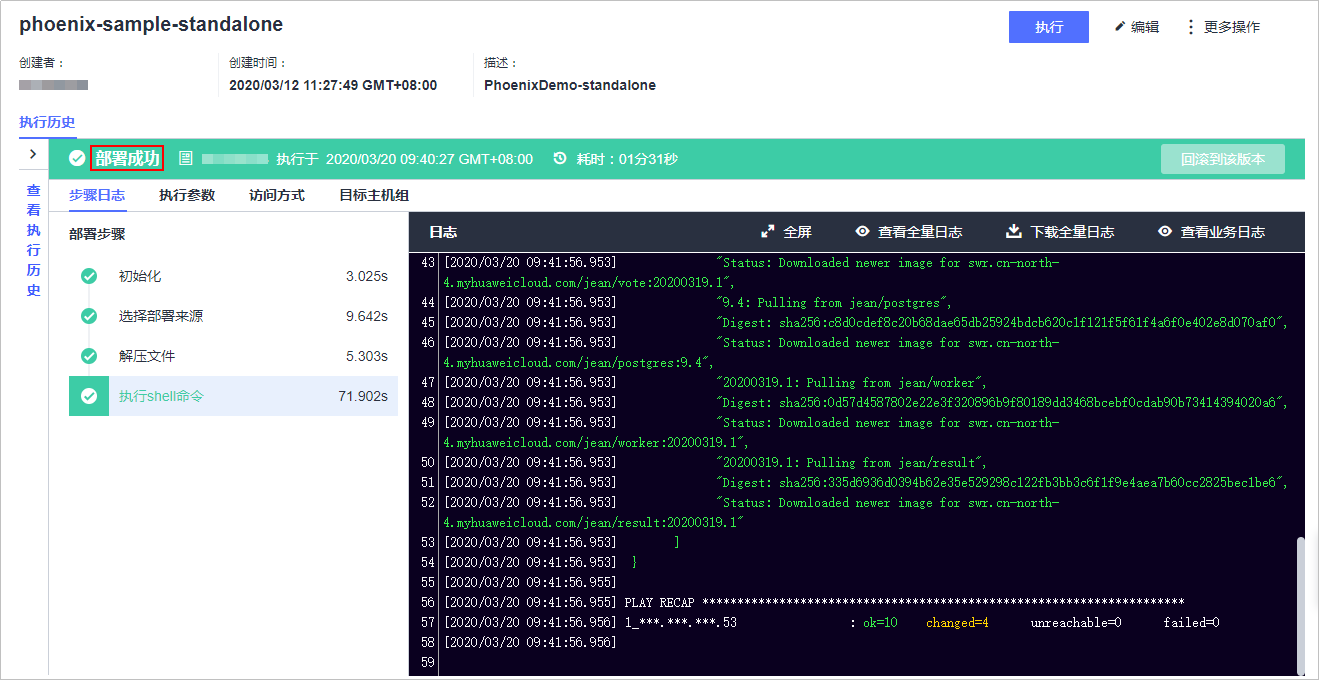 phoenix-sample-standalone
执行 编辑 更多操作
创建者： 创建时间： 描述：
2020/03/12 11:27:49 GMT+08:00 PhoenixDemo-standalone
执行历史
部署成功 执行于 2020/03/20 09:40:27 GMT+08:00 耗时：01分31秒 回滚到该版本
查看执行历史
步骤日志 执行参数 访问方式 目标主机组
部署步骤
初始化 3.025s
选择部署来源 9.642s
解压文件 5.303s
执行shell命令 71.902s
日志 全屏 查看全量日志 下载全量日志 查看业务日志
43 [2020/03/20 09:41:56.953] "Status: Downloaded newer image for swr.cn-north-
4.myhuaweicloud.com/jean/vote:20200319.1",
44 [2020/03/20 09:41:56.953] "9.4: Pulling from jean/postgres",
45 [2020/03/20 09:41:56.953] "Digest: sha256:c8d0cdef8c20b68dae65db25924bdcb620c1f121f5f61f4a6f0e402e8d070af0",
46 [2020/03/20 09:41:56.953] "Status: Downloaded newer image for swr.cn-north-
4.myhuaweicloud.com/jean/postgres:9.4",
47 [2020/03/20 09:41:56.953] "20200319.1: Pulling from jean/worker",
48 [2020/03/20 09:41:56.953] "Digest: sha256:0d57d4587802e22e3f320896b9f80189dd3468bcebf0cdab90b73414394020a6",
49 [2020/03/20 09:41:56.953] "Status: Downloaded newer image for swr.cn-north-
4.myhuaweicloud.com/jean/worker:20200319.1",
50 [2020/03/20 09:41:56.953] "20200319.1: Pulling from jean/result",
51 [2020/03/20 09:41:56.953] "Digest: sha256:335d6936d0394b62e35e529298c122fb3bb3c6f1f9e4aea7b60cc2825bec1be6",
52 [2020/03/20 09:41:56.953] "Status: Downloaded newer image for swr.cn-north-
4.myhuaweicloud.com/jean/result:20200319.1"
53 [2020/03/20 09:41:56.953] ]
54 [2020/03/20 09:41:56.953] }
55 [2020/03/20 09:41:56.955]
56 [2020/03/20 09:41:56.955] PLAY RECAP *********************************************************************
57 [2020/03/20 09:41:56.956] 1_***.***.***.53 : ok=10 changed=4 unreachable=0 failed=0
58 [2020/03/20 09:41:56.956]
59